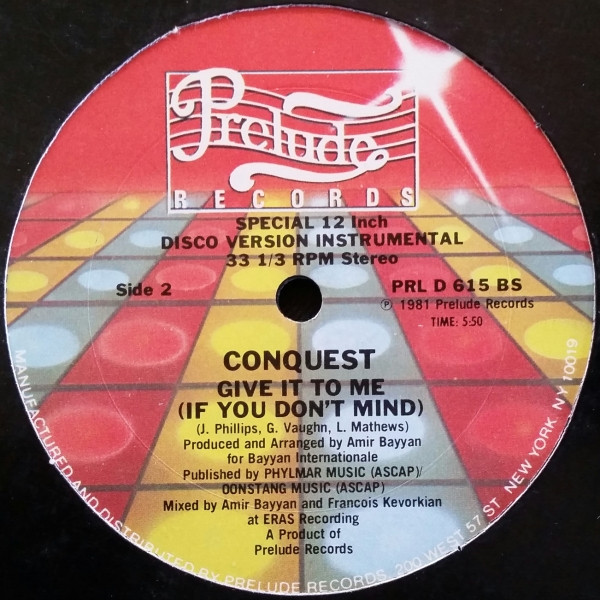 Prelude
RECORDS
SPECIAL 12 Inch
DISCO VERSION INSTRUMENTAL
33 1/3 RPM Stereo
Side 2
PRL D 615 BS
℗ 1981 Prelude Records
TIME: 5:50
CONQUEST
GIVE IT TO ME
(IF YOU DON'T MIND)
(J. Phillips, G. Vaughn, L. Mathews)
Produced and Arranged by Amir Bayyan
for Bayyan Internationale
Published by PHYLMAR MUSIC (ASCAP)/
OONSTANG MUSIC (ASCAP)
Mixed by Amir Bayyan and Francois Kevorkian
at ERAS Recording
A Product of
Prelude Records
MANUFACTURED AND DISTRIBUTED BY PRELUDE RECORDS, 200 WEST 57 ST. NEW YORK, NY 10019